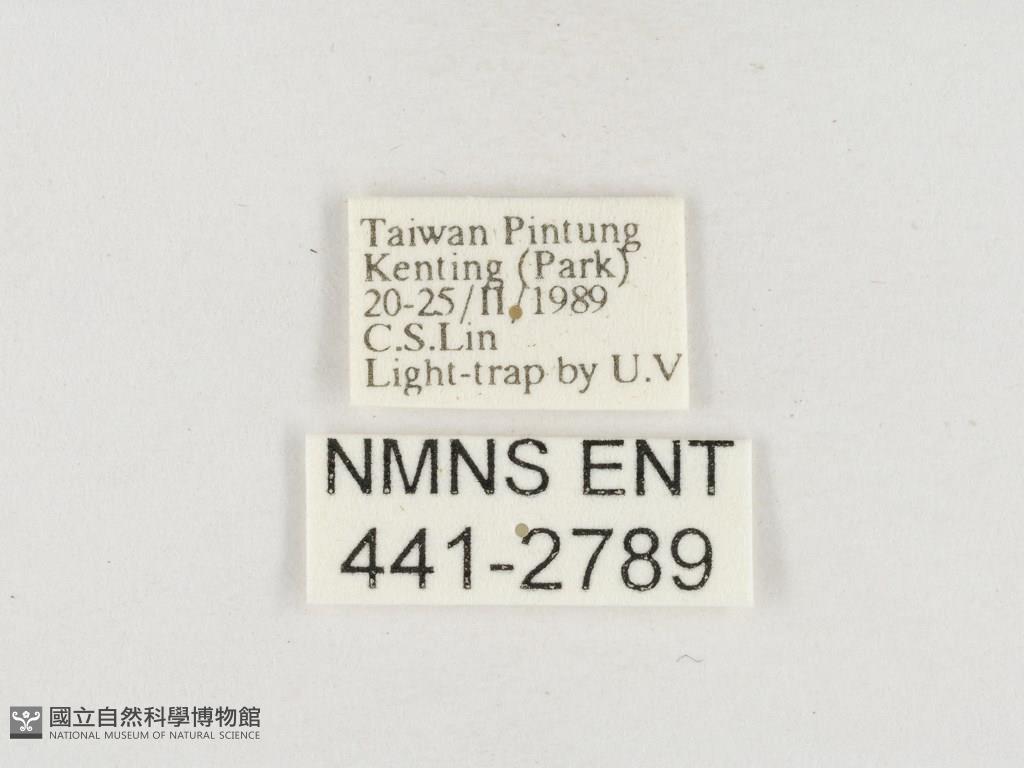 Taiwan Pintung
Kenting (Park)
20-25/II/1989
C.S.Lin
Light-trap by U.V
NMNS ENT
441-2789
國立自然科學博物館
NATIONAL MUSEUM OF NATURAL SCIENCE